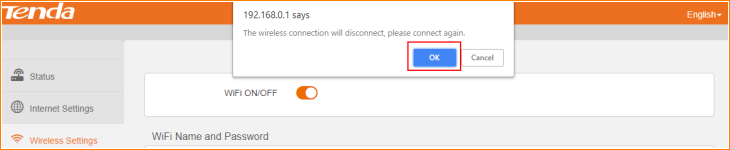 Tenda
English
192.168.0.1 says
The wireless connection will disconnect, please connect again.
OK
Cancel
Status
Internet Settings
Wireless Settings
WiFi ON/OFF
WiFi Name and Password